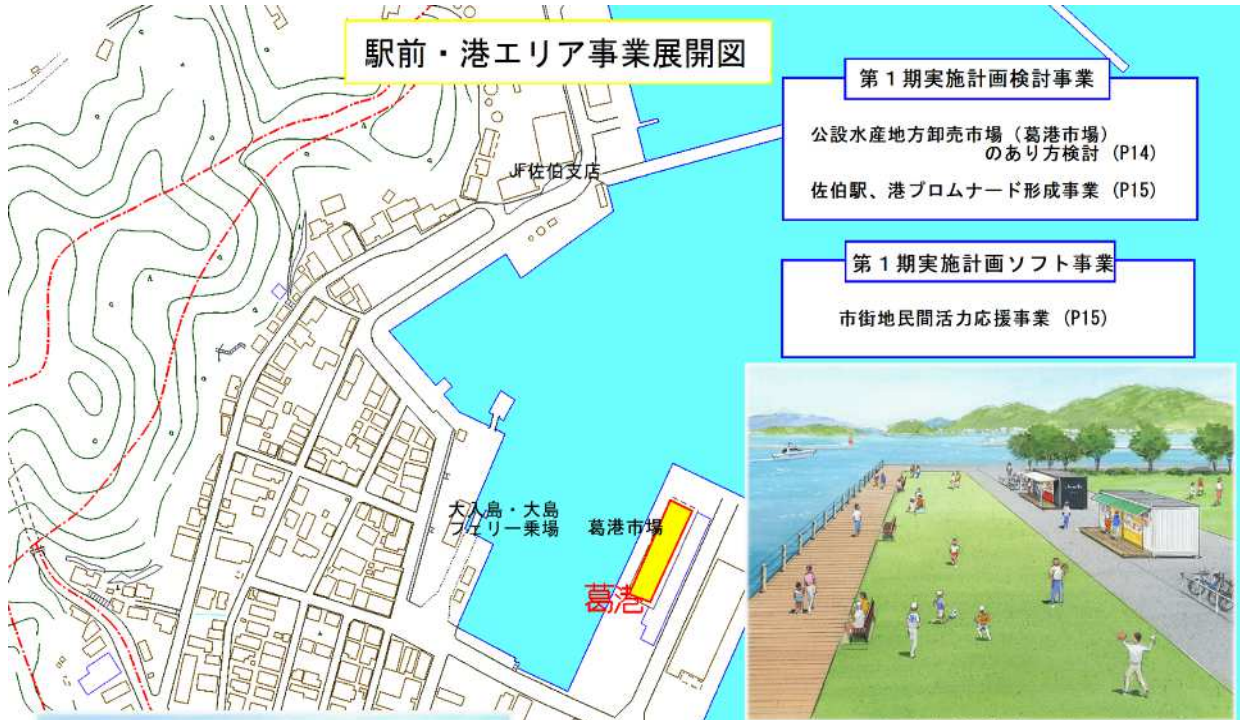 駅前・港エリア事業展開図
第1期実施計画検討事業
公設水産地方卸売市場（葛港市場）
のあり方検討 (P14)
佐伯駅、港プロムナード形成事業 (P15)
第1期実施計画ソフト事業
市街地民間活力応援事業 (P15)
JF佐伯支店
大入島・大島
フェリー乗場
葛港市場
葛港